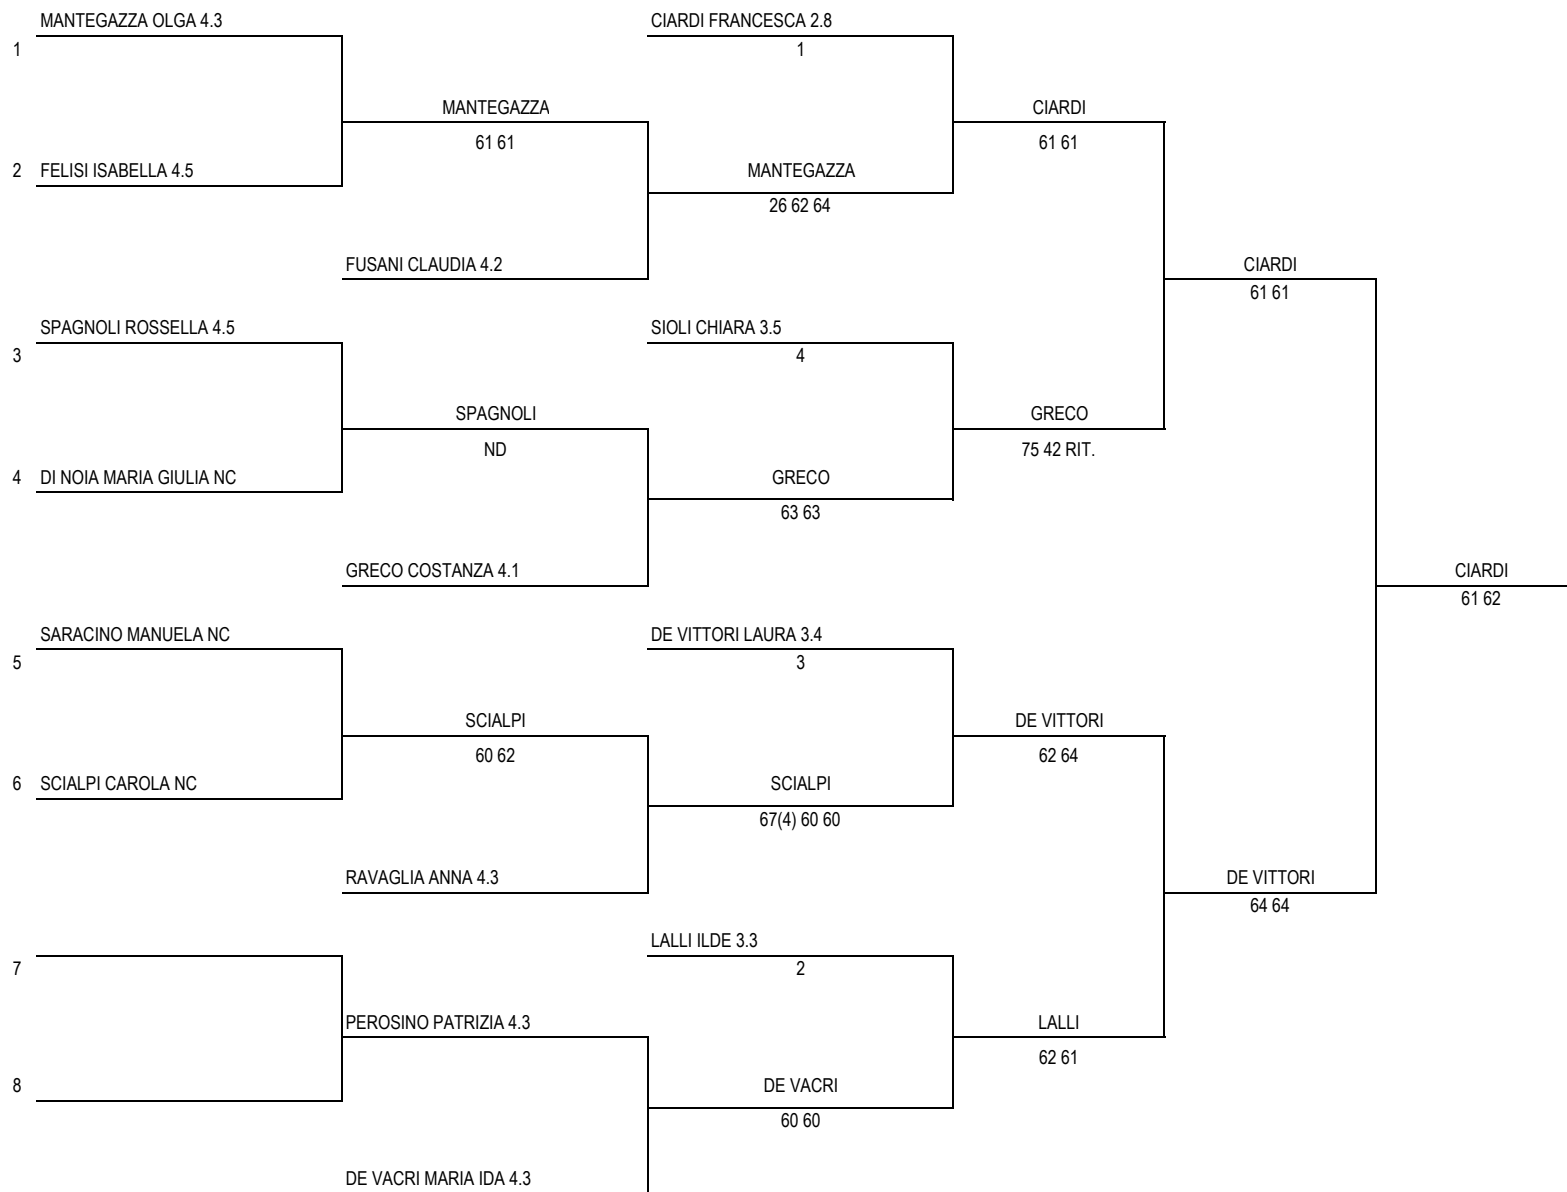 MANTEGAZZA OLGA 4.3
CIARDI FRANCESCA 2.8
1
1
MANTEGAZZA
CIARDI
61 61
61 61
2 FELISI ISABELLA 4.5
MANTEGAZZA
26 62 64
FUSANI CLAUDIA 4.2
CIARDI
61 61
SPAGNOLI ROSSELLA 4.5
SIOLI CHIARA 3.5
3
4
SPAGNOLI
GRECO
ND
75 42 RIT.
4 DI NOIA MARIA GIULIA NC
GRECO
63 63
GRECO COSTANZA 4.1
CIARDI
61 62
SARACINO MANUELA NC
DE VITTORI LAURA 3.4
5
3
SCIALPI
DE VITTORI
60 62
62 64
6 SCIALPI CAROLA NC
SCIALPI
67(4) 60 60
RAVAGLIA ANNA 4.3
DE VITTORI
64 64
LALLI ILDE 3.3
7
2
PEROSINO PATRIZIA 4.3
LALLI
62 61
8
DE VACRI
60 60
DE VACRI MARIA IDA 4.3